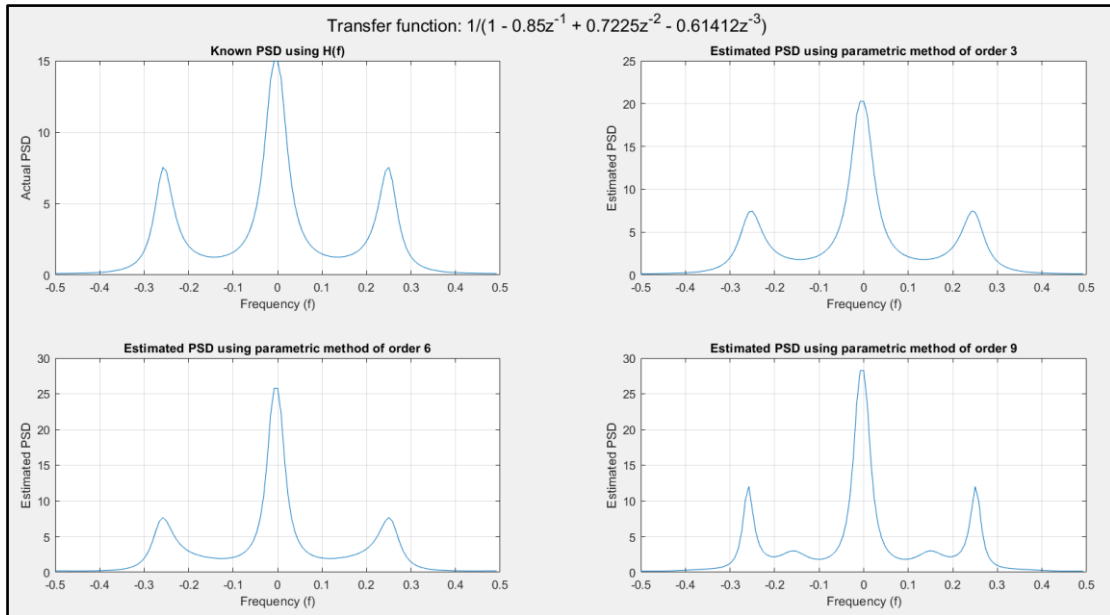 Transfer function: 1/(1 - 0.85z^-1 + 0.7225z^-2 - 0.61412z^-3)
Known PSD using H(f)
Actual PSD
15
10
5
0
-0.5 -0.4 -0.3 -0.2 -0.1 0 0.1 0.2 0.3 0.4 0.5
Frequency (f)
Estimated PSD using parametric method of order 3
Estimated PSD
25
20
15
10
5
0
-0.5 -0.4 -0.3 -0.2 -0.1 0 0.1 0.2 0.3 0.4 0.5
Frequency (f)
Estimated PSD using parametric method of order 6
Estimated PSD
30
25
20
15
10
5
0
-0.5 -0.4 -0.3 -0.2 -0.1 0 0.1 0.2 0.3 0.4 0.5
Frequency (f)
Estimated PSD using parametric method of order 9
Estimated PSD
30
25
20
15
10
5
0
-0.5 -0.4 -0.3 -0.2 -0.1 0 0.1 0.2 0.3 0.4 0.5
Frequency (f)